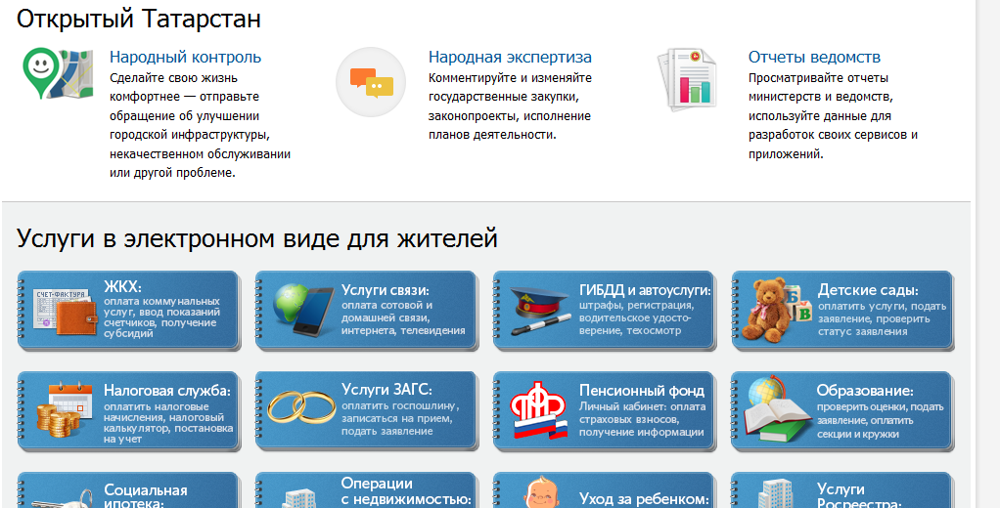 Открытый Татарстан
Народный контроль
Сделайте свою жизнь
комфортнее — отправьте
обращение об улучшении
городской инфраструктуры,
некачественном обслуживании
или другой проблеме.
Народная экспертиза
Комментируйте и изменяйте
государственные закупки,
законопроекты, исполнение
планов деятельности.
Отчеты ведомств
Просматривайте отчеты
министерств и ведомств,
используйте данные для
разработок своих сервисов и
приложений.
Услуги в электронном виде для жителей
СЧЕТ-ФАКТУРА
ЖКХ:
оплата коммунальных
услуг, ввод показаний
счетчиков, получение
субсидий
Услуги связи:
оплата сотовой и
домашней связи,
интернета, телевидения
ГИБДД и автоуслуги:
штрафы, регистрация,
водительское удосто-
верение, техосмотр
Детские сады:
оплатить услуги, подать
заявление, проверить
статус заявления
Налоговая служба:
оплатить налоговые
начисления, налоговый
калькулятор, постановка
на учет
Услуги ЗАГС:
оплатить госпошлину,
записаться на прием,
подать заявление
Пенсионный фонд
Личный кабинет: оплата
страховых взносов,
получение информации
Образование:
проверить оценки, подать
заявление, оплатить
секции и кружки
Социальная
ипотека:
Операции
с недвижимостью:
Уход за ребенком:
Услуги
Росреестра: